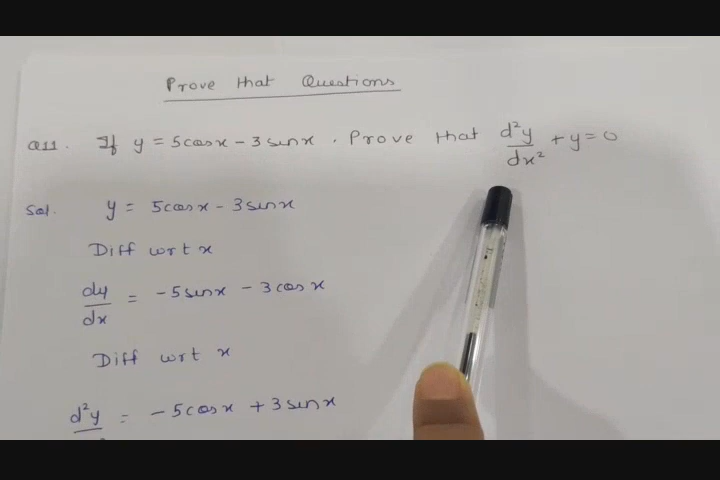 Prove that Questions
Q11. If y = 5cosx - 3sinx . Prove that d²y/dx² + y = 0
Sol. y = 5cosx - 3sinx
Diff wrt x
dy/dx = -5sinx - 3cosx
Diff wrt x
d²y = -5cosx + 3sinx